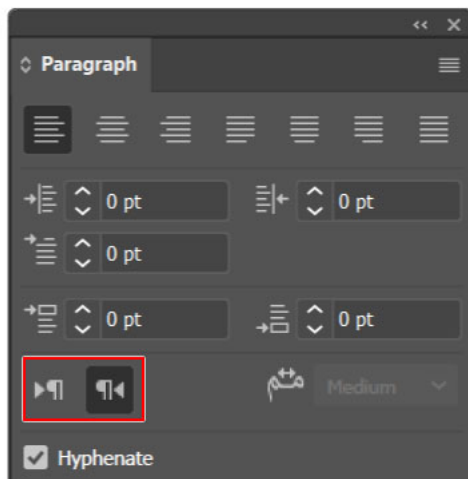 Paragraph
0 pt 0 pt
0 pt
0 pt 0 pt
Medium
Hyphenate